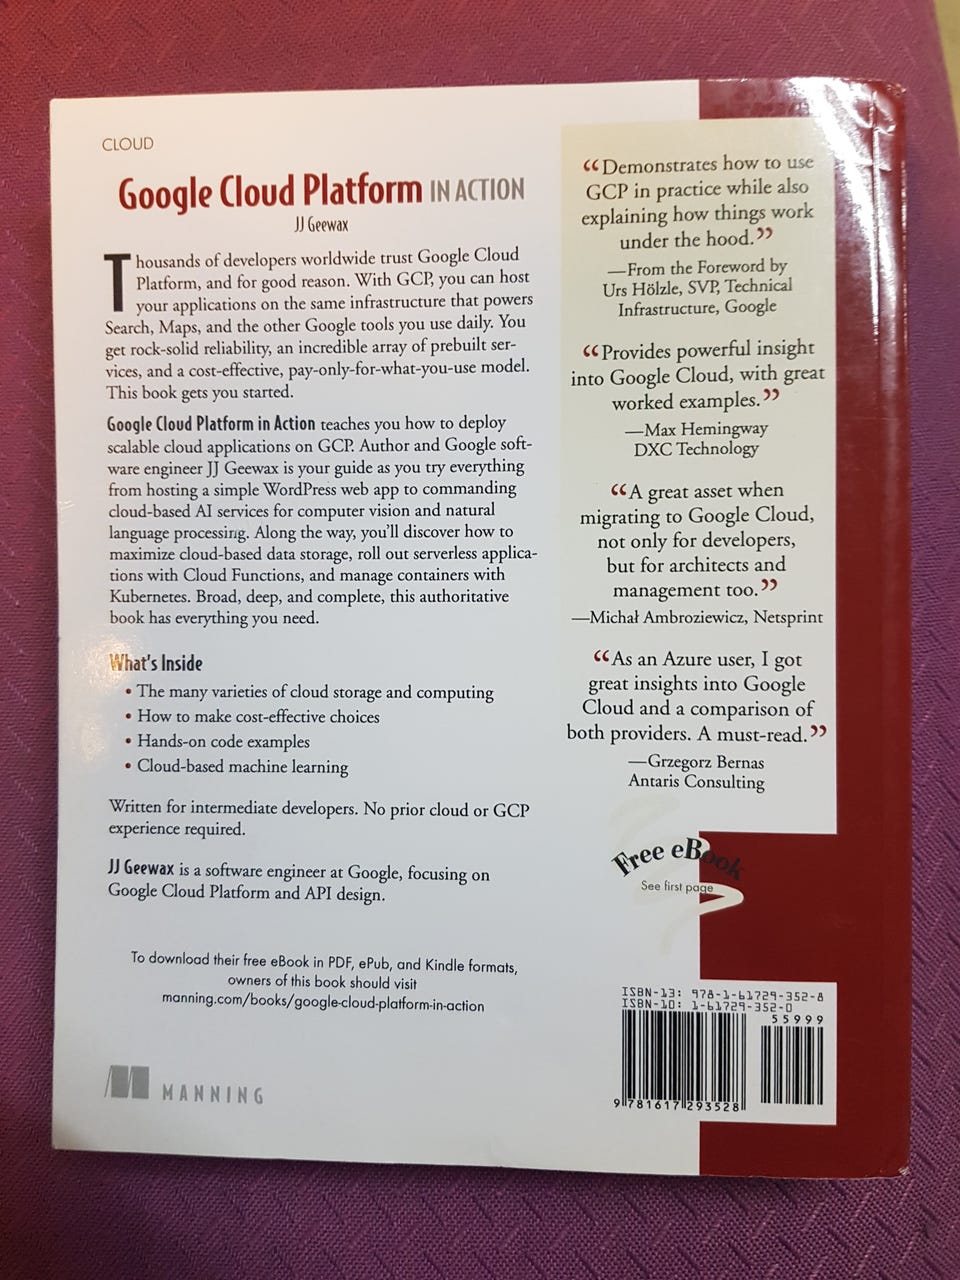 CLOUD
Google Cloud Platform IN ACTION
JJ Geewax
Thousands of developers worldwide trust Google Cloud
Platform, and for good reason. With GCP, you can host
your applications on the same infrastructure that powers
Search, Maps, and the other Google tools you use daily. You
get rock-solid reliability, an incredible array of prebuilt ser-
vices, and a cost-effective, pay-only-for-what-you-use model.
This book gets you started.
Google Cloud Platform in Action teaches you how to deploy
scalable cloud applications on GCP. Author and Google soft-
ware engineer JJ Geewax is your guide as you try everything
from hosting a simple WordPress web app to commanding
cloud-based AI services for computer vision and natural
language processing. Along the way, you'll discover how to
maximize cloud-based data storage, roll out serverless applica-
tions with Cloud Functions, and manage containers with
Kubernetes. Broad, deep, and complete, this authoritative
book has everything you need.
What's Inside
• The many varieties of cloud storage and computing
• How to make cost-effective choices
• Hands-on code examples
• Cloud-based machine learning
Written for intermediate developers. No prior cloud or GCP
experience required.
JJ Geewax is a software engineer at Google, focusing on
Google Cloud Platform and API design.
To download their free eBook in PDF, ePub, and Kindle formats,
owners of this book should visit
manning.com/books/google-cloud-platform-in-action
MANNING
“Demonstrates how to use
GCP in practice while also
explaining how things work
under the hood.”
—From the Foreword by
Urs Hölzle, SVP, Technical
Infrastructure, Google
“Provides powerful insight
into Google Cloud, with great
worked examples.”
—Max Hemingway
DXC Technology
“A great asset when
migrating to Google Cloud,
not only for developers,
but for architects and
management too.”
—Michał Ambroziewicz, Netsprint
“As an Azure user, I got
great insights into Google
Cloud and a comparison of
both providers. A must-read.”
—Grzegorz Bernas
Antaris Consulting
Free eBook
See first page
ISBN-13: 978-1-61729-352-8
ISBN-10: 1-61729-352-0
55999
9 781617 293528